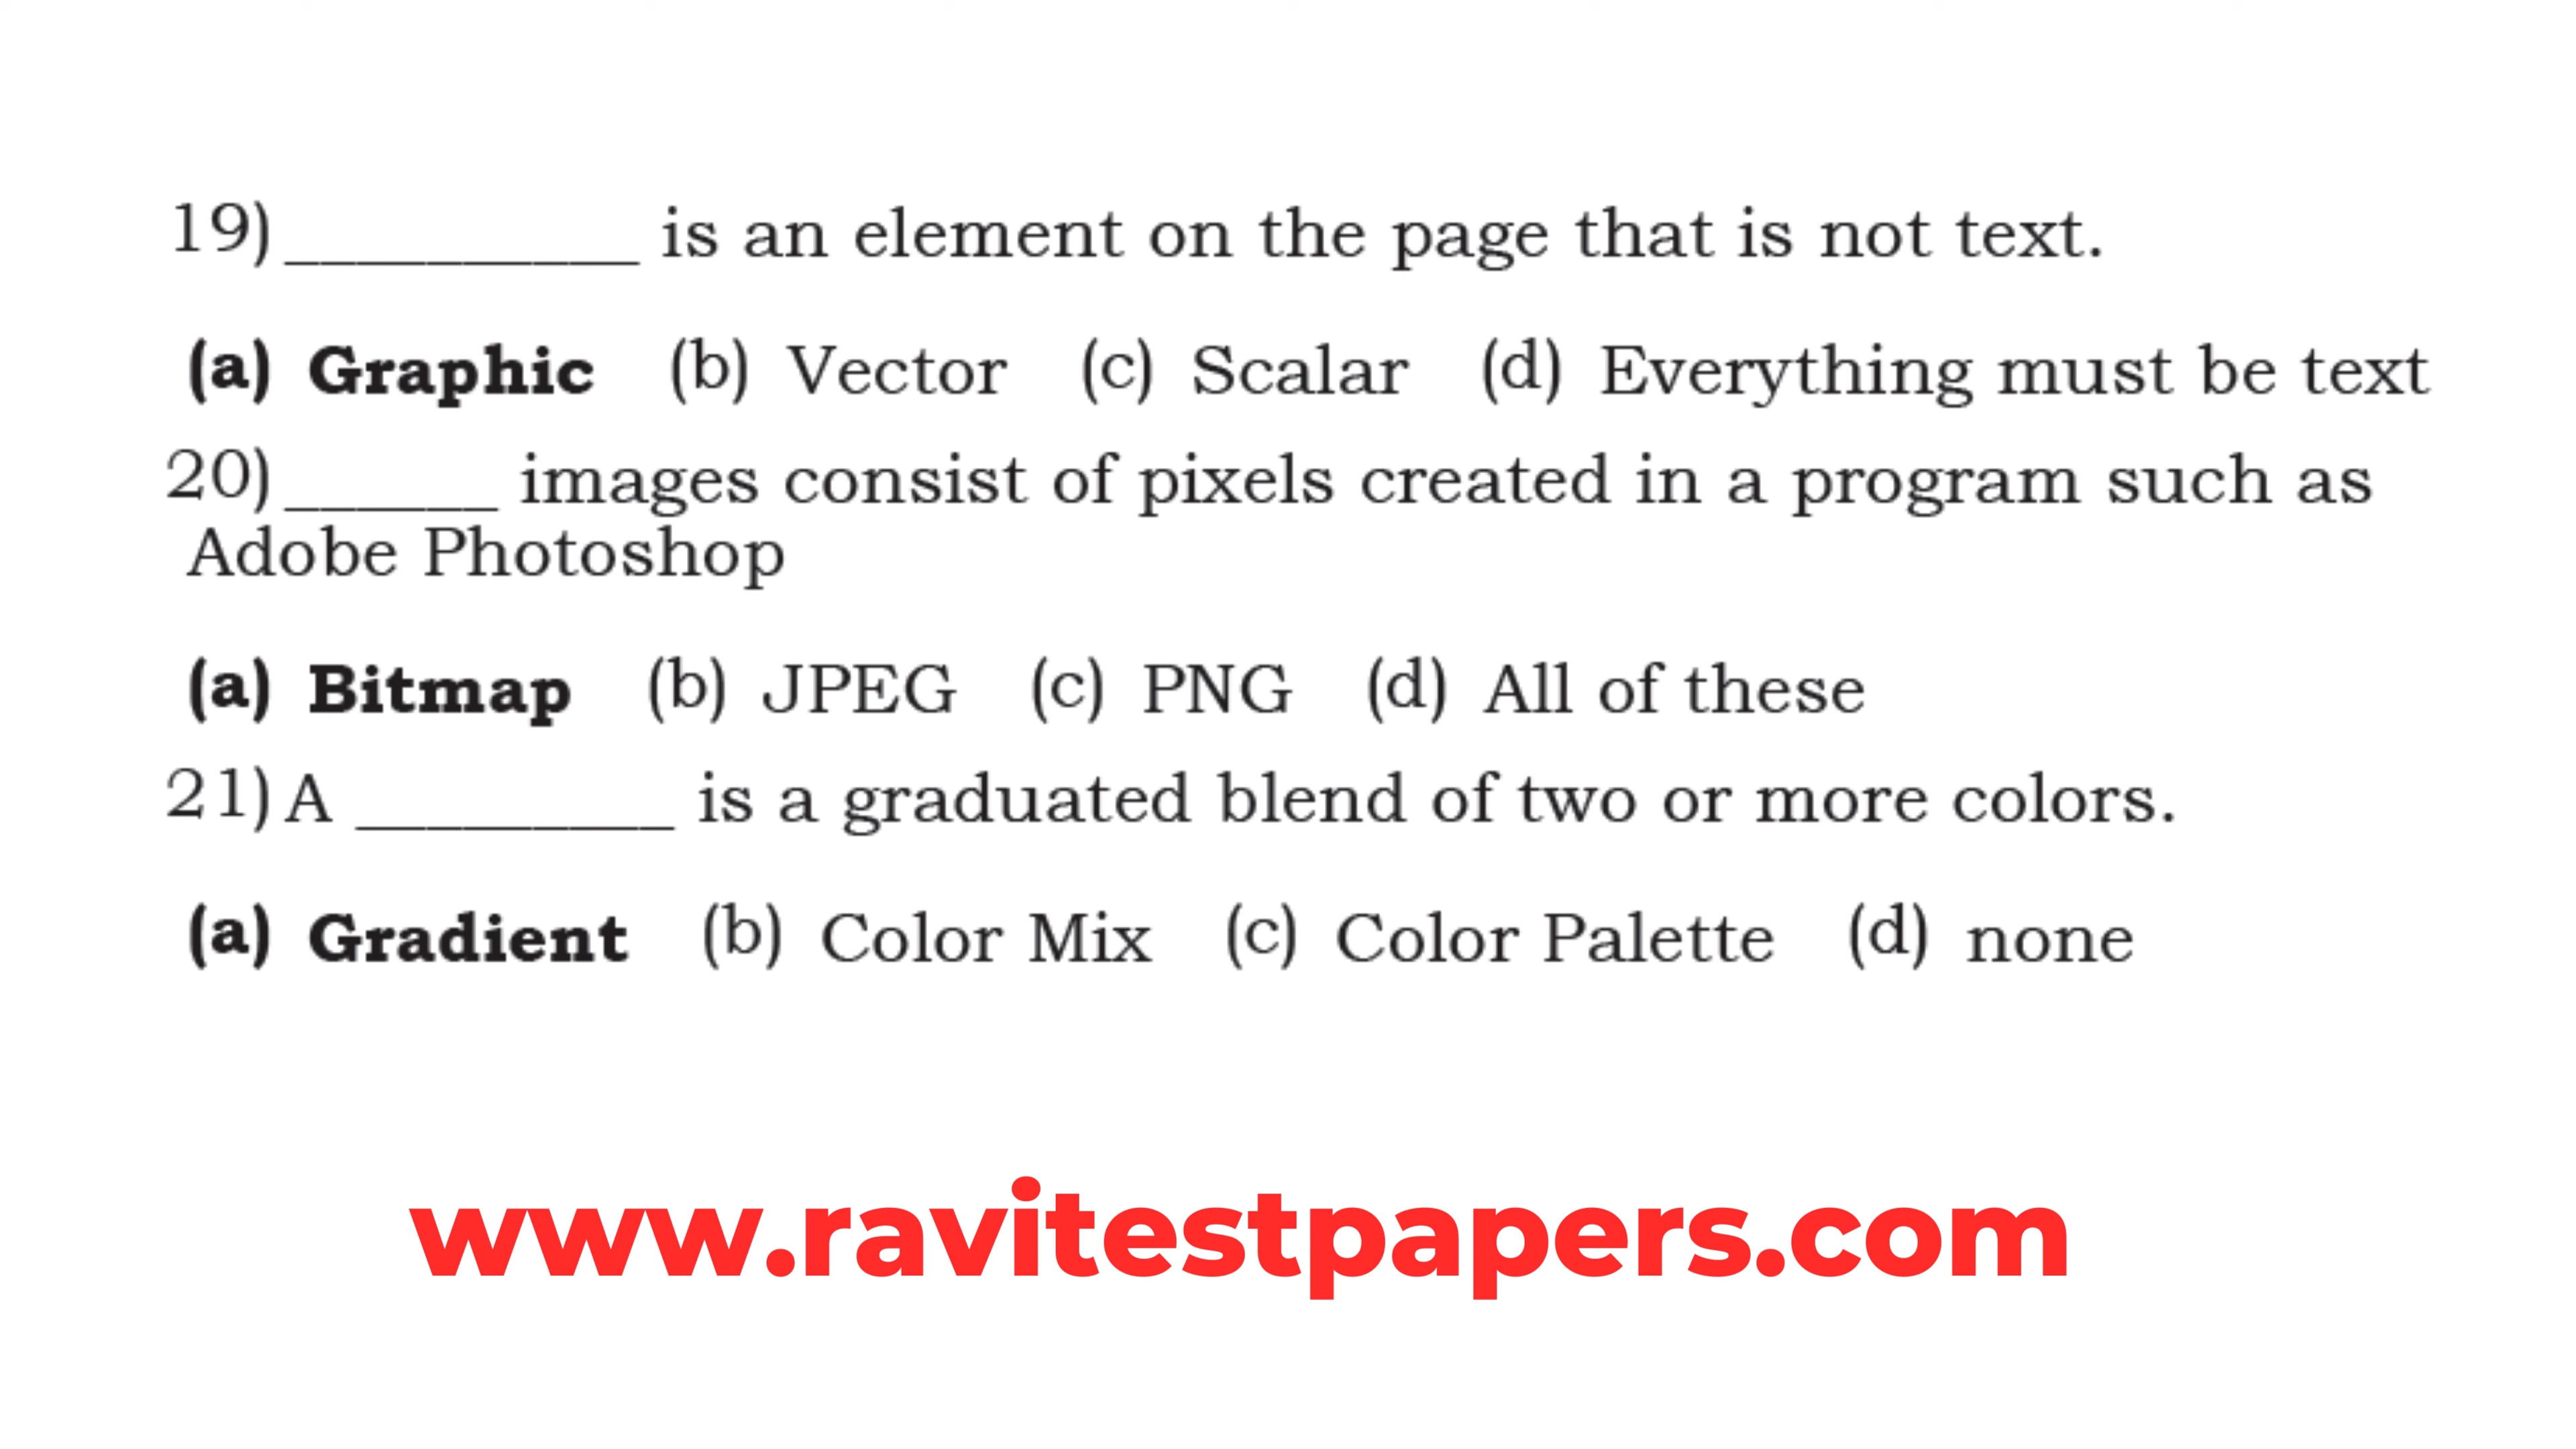 19)__________ is an element on the page that is not text.
(a) Graphic (b) Vector (c) Scalar (d) Everything must be text
20)______ images consist of pixels created in a program such as
Adobe Photoshop
(a) Bitmap (b) JPEG (c) PNG (d) All of these
21)A _________ is a graduated blend of two or more colors.
(a) Gradient (b) Color Mix (c) Color Palette (d) none
www.ravitestpapers.com